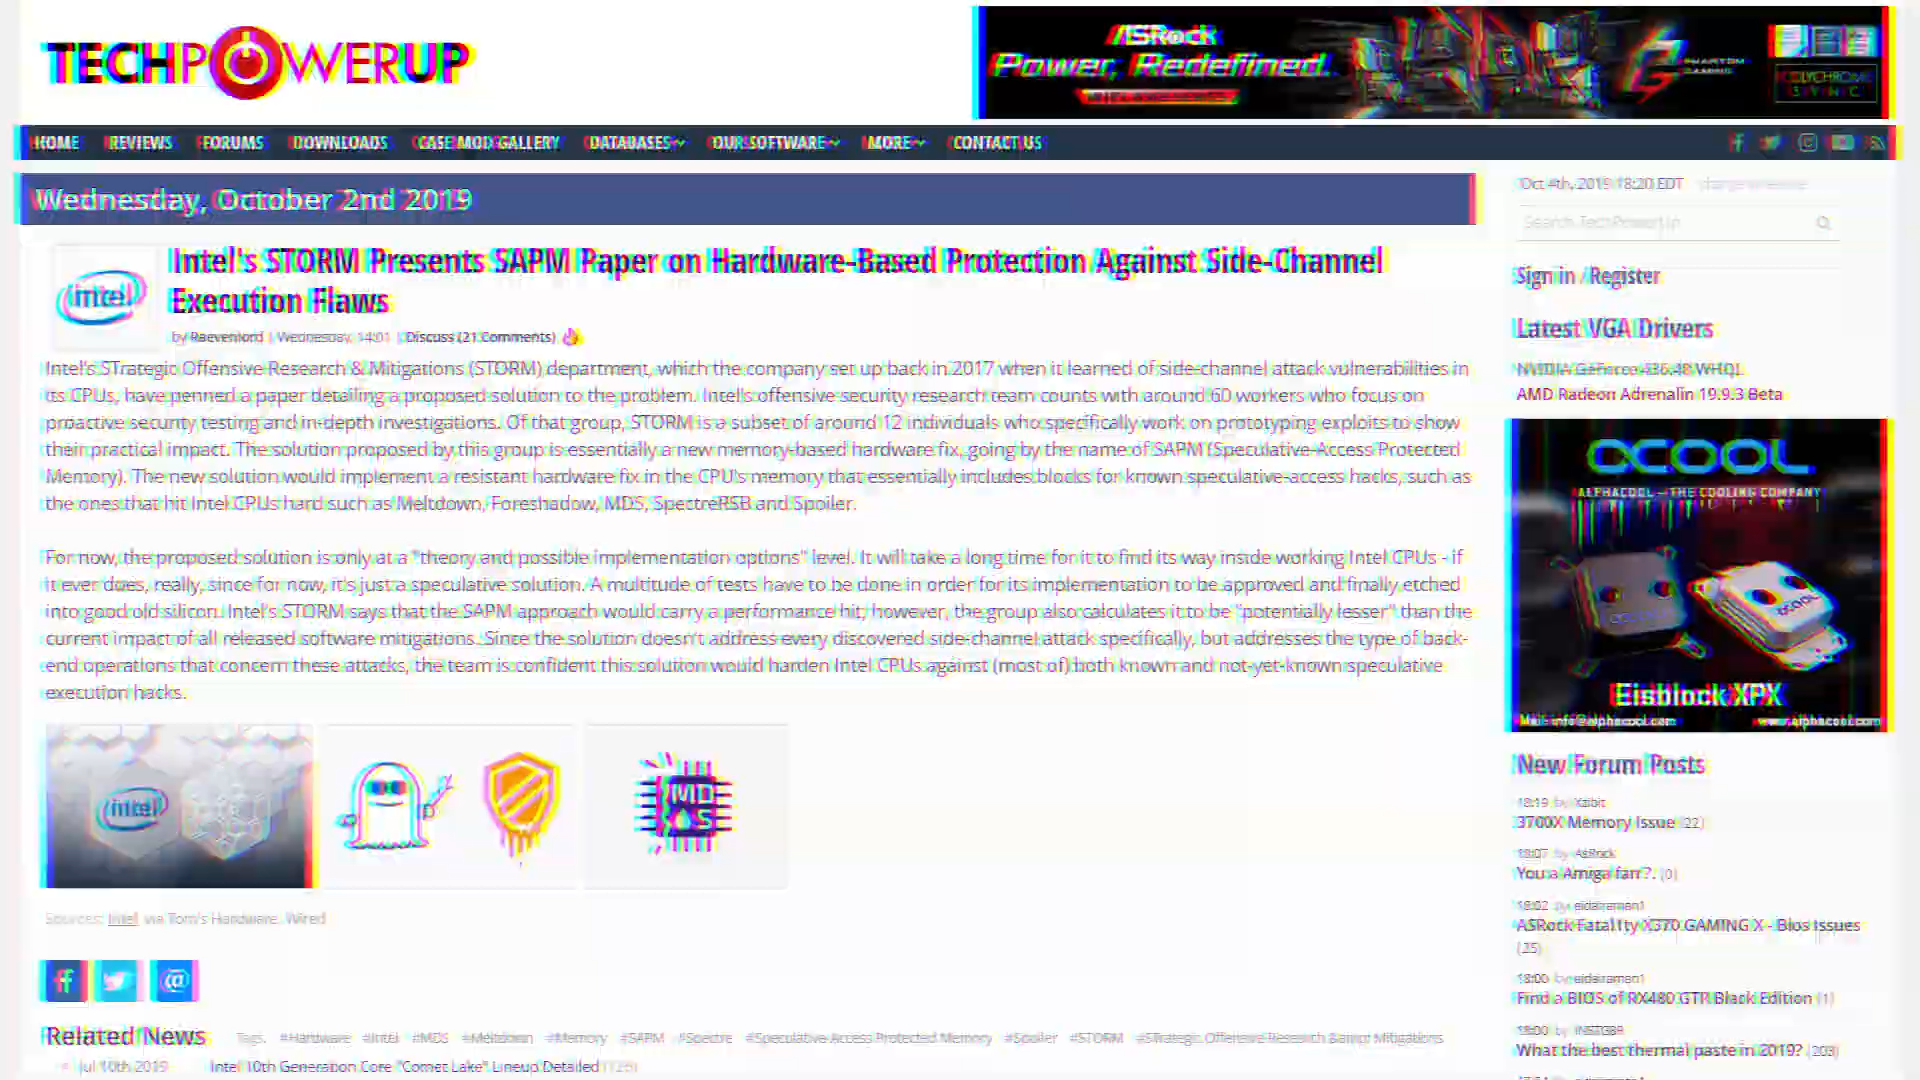 TECHPOWERUP
ASRock
Power, Redefined.
PHANTOM GAMING
POLYCHROME
SYNC
HOME REVIEWS FORUMS DOWNLOADS CASE MOD GALLERY DATABASES OUR SOFTWARE MORE CONTACT US
Wednesday, October 2nd 2019
Oct 4th, 2019 18:20 EDT change timezone
Search TechPowerUp
Sign in / Register
intel
Intel's STORM Presents SAPM Paper on Hardware-Based Protection Against Side-Channel
Execution Flaws
by Raevenlord | Wednesday, 14:01 | Discuss (21 Comments)
Intel's STrategic Offensive Research & Mitigations (STORM) department, which the company set up back in 2017 when it learned of side-channel attack vulnerabilities in
its CPUs, have penned a paper detailing a proposed solution to the problem. Intel's offensive security research team counts with around 60 workers who focus on
proactive security testing and in-depth investigations. Of that group, STORM is a subset of around 12 individuals who specifically work on prototyping exploits to show
their practical impact. The solution proposed by this group is essentially a new memory-based hardware fix, going by the name of SAPM (Speculative-Access Protected
Memory). The new solution would implement a resistant hardware fix in the CPU's memory that essentially includes blocks for known speculative-access hacks, such as
the ones that hit Intel CPUs hard such as Meltdown, Foreshadow, MDS, SpectreRSB and Spoiler.
For now, the proposed solution is only at a "theory and possible implementation options" level. It will take a long time for it to find its way inside working Intel CPUs - if
it ever does, really, since for now, it's just a speculative solution. A multitude of tests have to be done in order for its implementation to be approved and finally etched
into good old silicon. Intel's STORM says that the SAPM approach would carry a performance hit; however, the group also calculates it to be "potentially lesser" than the
current impact of all released software mitigations. Since the solution doesn't address every discovered side-channel attack specifically, but addresses the type of back-
end operations that concern these attacks, the team is confident this solution would harden Intel CPUs against (most of) both known and not-yet-known speculative
execution hacks.
intel
MD
S
Sources: Intel, via Tom's Hardware, Wired
Related News
Tags: #Hardware #Intel #MDS #Meltdown #Memory #SAPM #Spectre #Speculative Access Protected Memory #Spoiler #STORM #STrategic Offensive Research &amp; Mitigations
Jul 10th 2019 Intel 10th Generation Core "Comet Lake" Lineup Detailed (126)
Latest VGA Drivers
NVIDIA GeForce 436.48 WHQL
AMD Radeon Adrenalin 19.9.3 Beta
ALPHACOOL - THE COOLING COMPANY
Eisblock XPX
Mail: info@alphacool.com www.alphacool.com
New Forum Posts
18:19 by Xzibit
3700X Memory Issue (22)
18:07 by AsRock
You a Amiga fan?. (0)
18:02 by eidairaman1
ASRock Fatal1ty X370 GAMING X - Bios Issues
(25)
18:00 by eidairaman1
Find a BIOS of RX480 GTR Black Edition (1)
18:00 by INSTG8R
What the best thermal paste in 2019? (203)